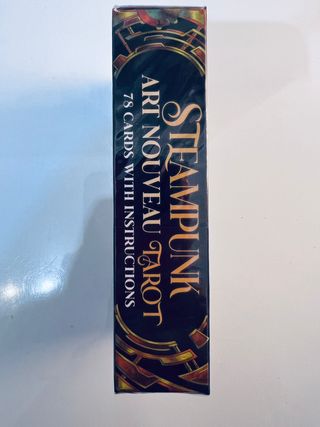 STEAMPUNK
ART NOUVEAU TAROT
78 CARDS WITH INSTRUCTIONS